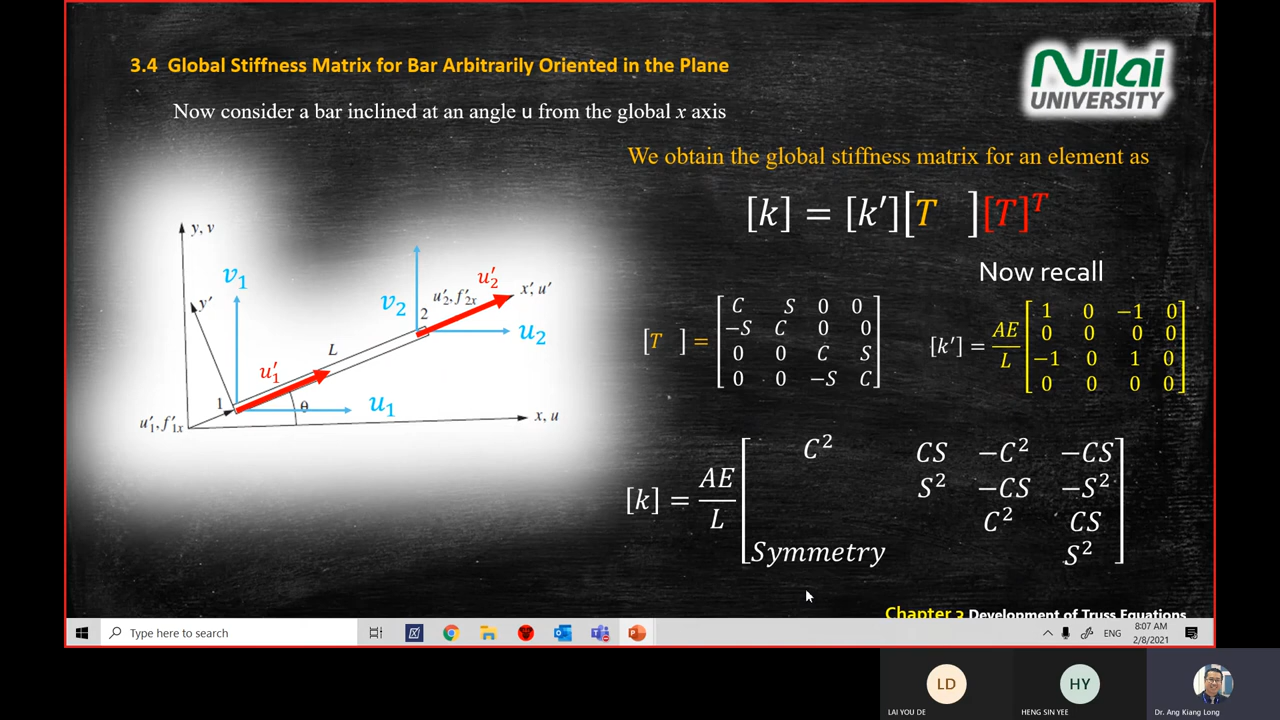 3.4 Global Stiffness Matrix for Bar Arbitrarily Oriented in the Plane
Nilai
UNIVERSITY
Now consider a bar inclined at an angle u from the global x axis
We obtain the global stiffness matrix for an element as
[k] = [k′][T ][T]ᵀ
y, v
v₁
y′
v₂
u′₂, f′₂ₓ
u′₂
x′, u′
2
u₂
L
u′₁
1
θ
u₁
u′₁, f′₁ₓ
x, u
Now recall
[T ] =
C S 0 0
−S C 0 0
0 0 C S
0 0 −S C
[k′] = AE/L
1 0 −1 0
0 0 0 0
−1 0 1 0
0 0 0 0
[k] = AE/L
C² CS −C² −CS
S² −CS −S²
C² CS
Symmetry S²
Chapter 3 Development of Truss Equations
Type here to search
ENG
8:07 AM
2/8/2021
LD
LAI YOU DE
HY
HENG SIN YEE
Dr. Ang Kiang Long